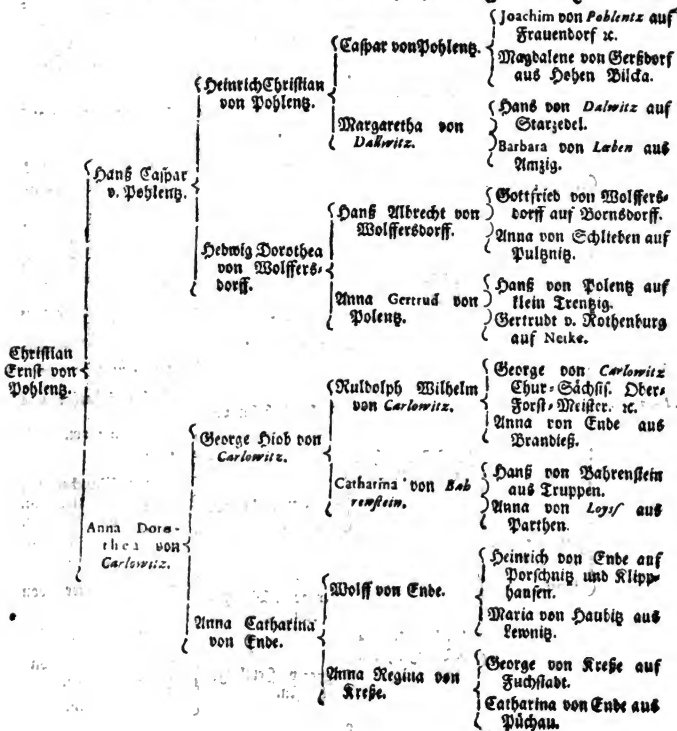 Christian
Ernst von
Pohlentz.
Hanß Caspar
v. Pohlentz.
Anna Doro-
thea von
Carlowitz.
Heinrich Christian
von Pohlentz.
Hedwig Dorothea
von Wolffers-
dorff.
George Hiob von
Carlowitz.
Anna Catharina
von Ende.
Caspar von Pohlentz.
Margaretha von
Dallwitz.
Hanß Albrecht von
Wolffersdorff.
Anna Gertrud von
Polentz.
Ruldolph Wilhelm
von Carlowitz.
Catharina von Bah
renstein.
Wolff von Ende.
Anna Regina von
Kreße.
Joachim von Pohlentz auf
Frauendorf ꝛc.
Magdalene von Gerßdorf
aus Hohen Bilcka.
Hans von Dalwitz auf
Starzedel.
Barbara von Læben aus
Amzig.
Gottfried von Wolffers-
dorff auf Bornsdorff.
Anna von Schlieben auf
Pultznitz.
Hanß von Polentz auf
klein Trentzig.
Gertrudt v. Rothenburg
auf Netke.
George von Carlowitz
Chur-Sächsis. Ober-
Forst-Meister. ꝛc.
Anna von Ende aus
Brandieß.
Hanß von Bahrenstein
aus Truppen.
Anna von Loyss aus
Parthen.
Heinrich von Ende auf
Porschnitz und Klipp-
hausen.
Maria von Haubitz aus
Lewnitz.
George von Kreße auf
Fuchstadt.
Catharina von Ende aus
Püchau.